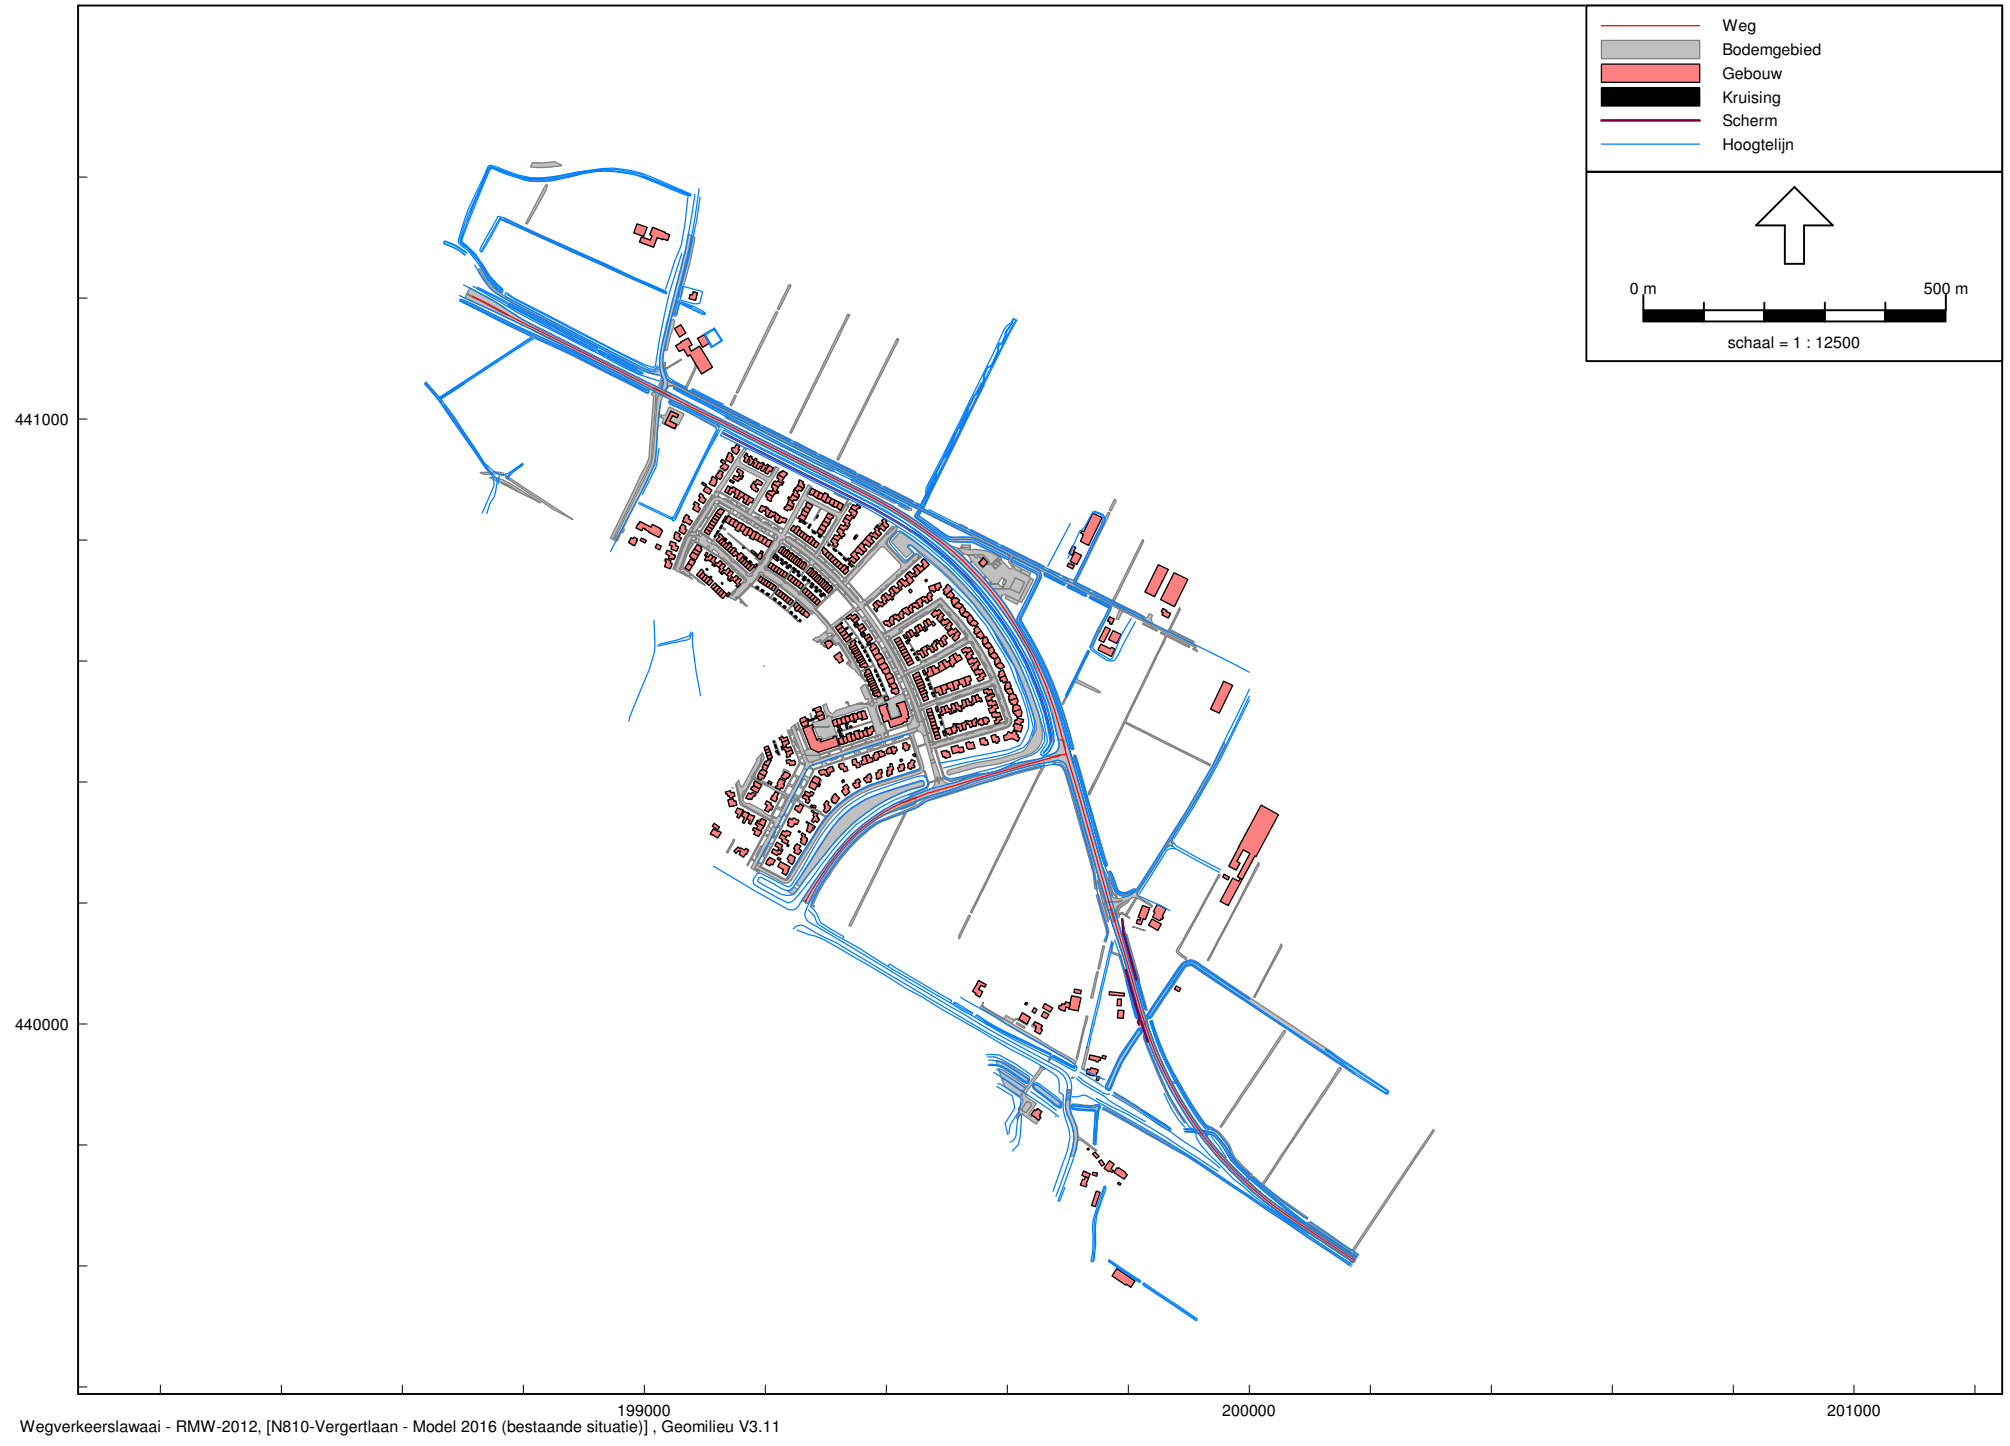 Weg
Bodemgebied
Gebouw
Kruising
Scherm
Hoogtelijn
0 m 500 m
schaal = 1 : 12500
441000
440000
199000 200000 201000
Wegverkeerslawaai - RMW-2012, [N810-Vergertlaan - Model 2016 (bestaande situatie)] , Geomilieu V3.11